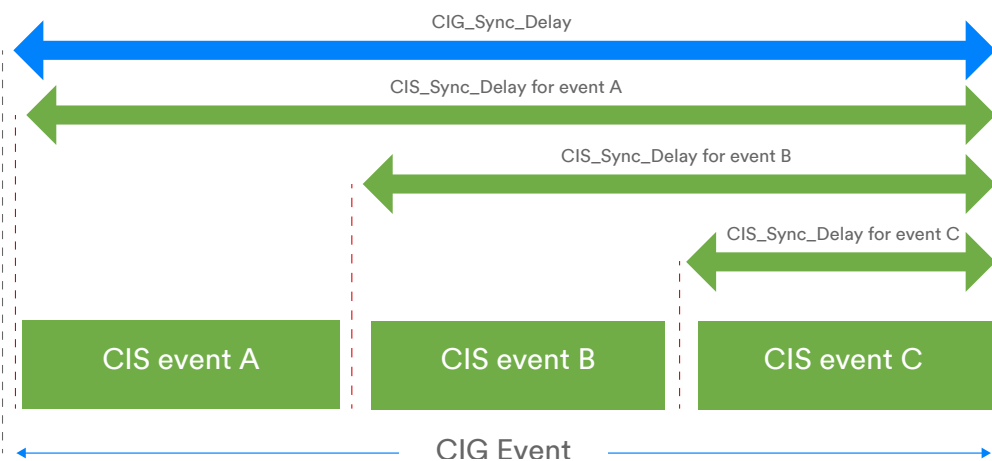 CIG_Sync_Delay
CIS_Sync_Delay for event A
CIS_Sync_Delay for event B
CIS_Sync_Delay for event C
CIS event A
CIS event B
CIS event C
CIG Event